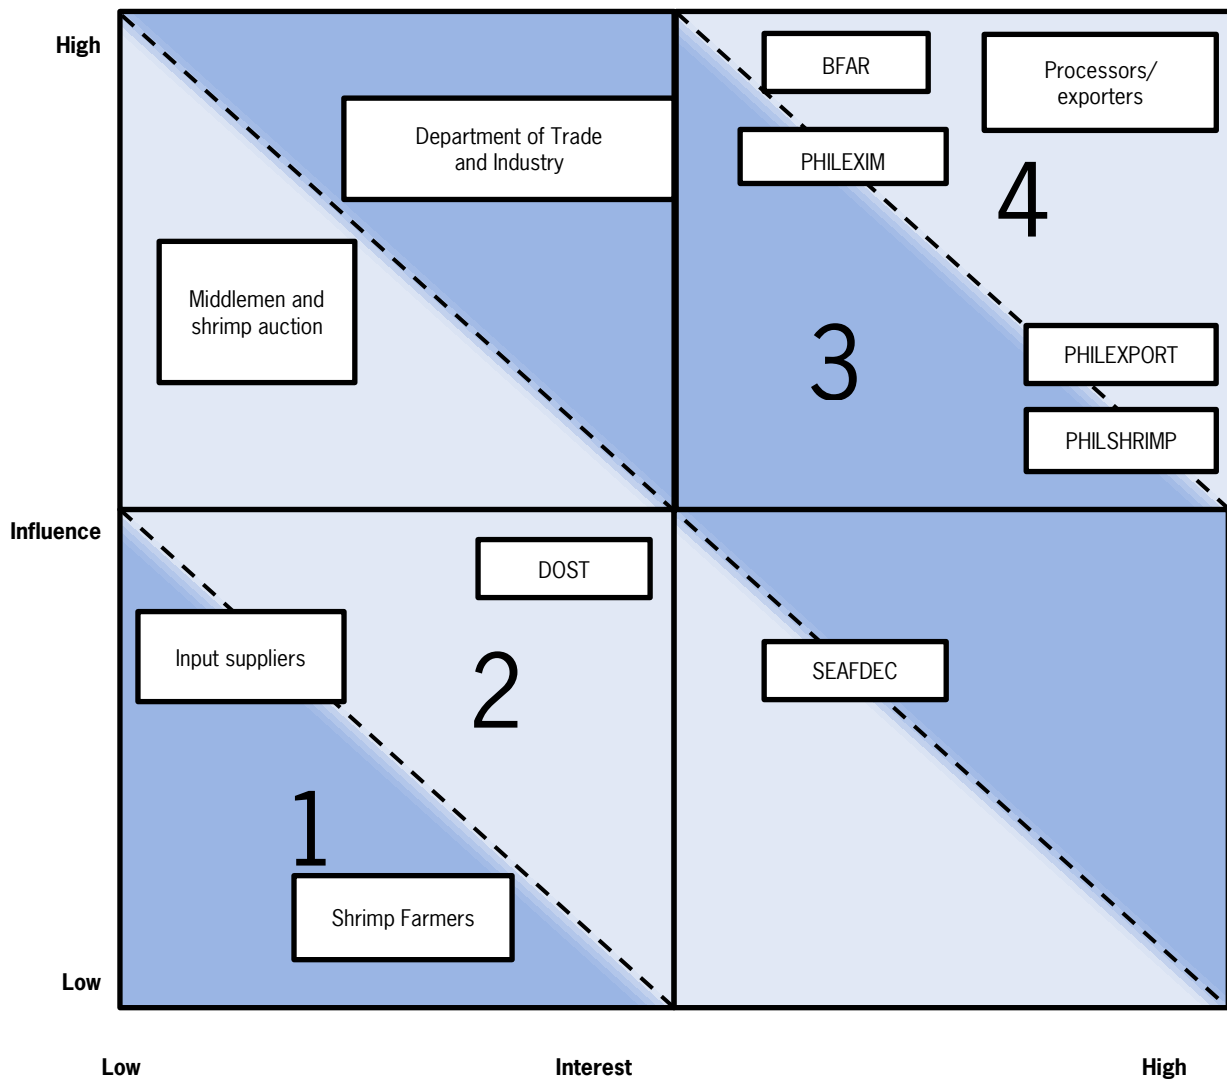 High
BFAR
Processors/
exporters
Department of Trade
and Industry
PHILEXIM
4
Middlemen and
shrimp auction
3
PHILEXPORT
PHILSHRIMP
Influence
DOST
Input suppliers
2
SEAFDEC
1
Shrimp Farmers
Low
Low
Interest
High